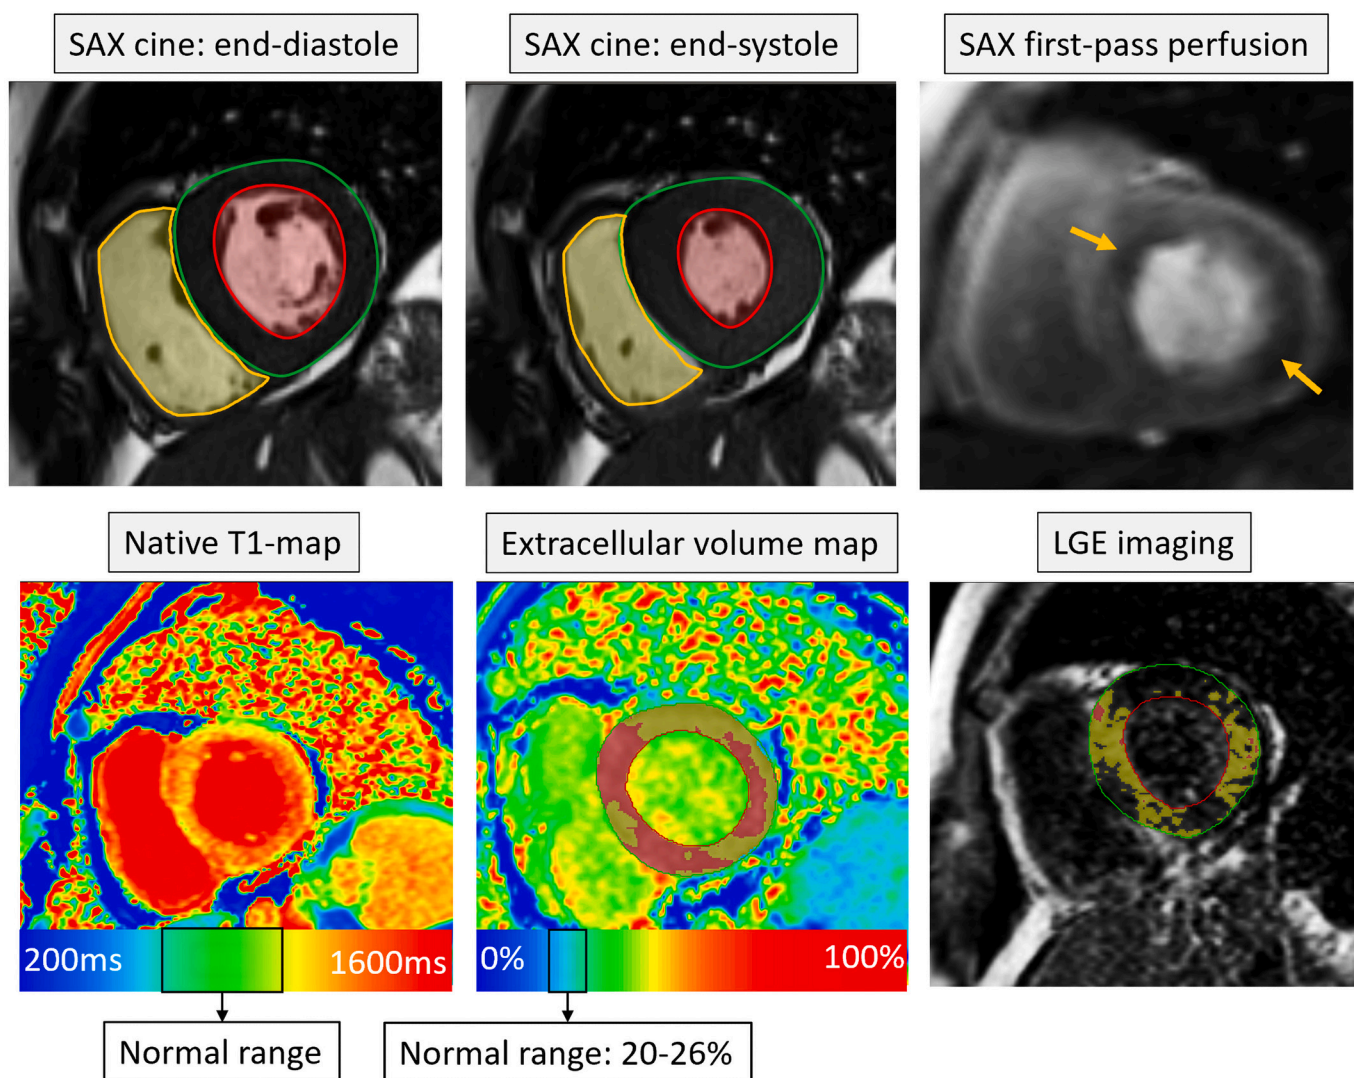 SAX cine: end-diastole
SAX cine: end-systole
SAX first-pass perfusion
Native T1-map
Extracellular volume map
LGE imaging
200ms
1600ms
0%
100%
Normal range
Normal range: 20-26%